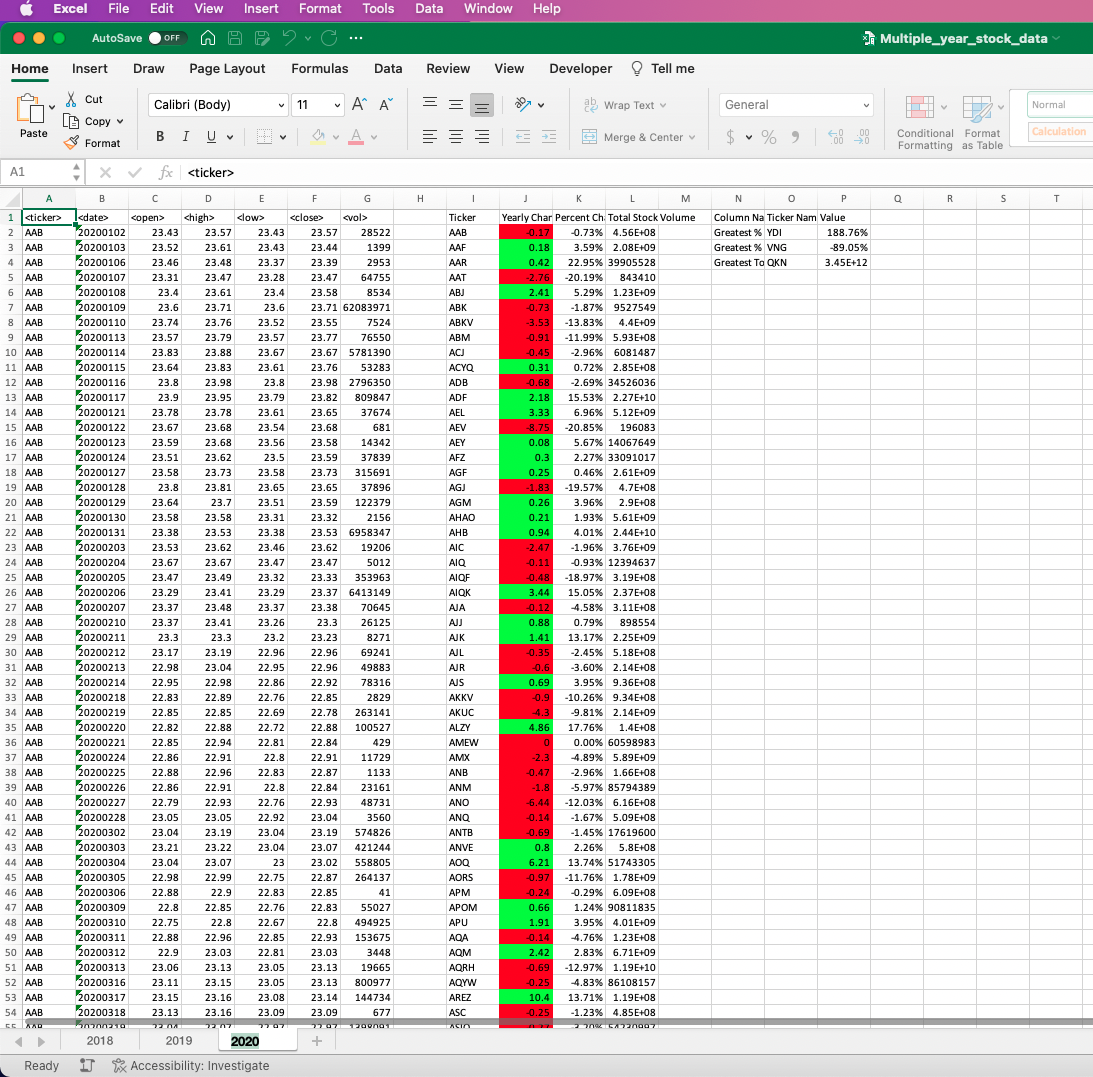 Excel File Edit View Insert Format Tools Data Window Help
AutoSave OFF ... Multiple_year_stock_data
Home Insert Draw Page Layout Formulas Data Review View Developer Tell me
Paste Cut Copy Format Calibri (Body) 11 A A B I U A ab Wrap Text Merge & Center General $ % 9 Conditional Formatting Format as Table Normal Calculation
A1 fx <ticker>
A B C D E F G H I J K L M N O P Q R S T
1 <ticker> <date> <open> <high> <low> <close> <vol> Ticker Yearly Char Percent Ch Total Stock Volume Column Na Ticker Nam Value
2 AAB 20200102 23.43 23.57 23.43 23.57 28522 AAB -0.17 -0.73% 4.56E+08 Greatest % YDI 188.76%
3 AAB 20200103 23.52 23.61 23.43 23.44 1399 AAF 0.18 3.59% 2.08E+09 Greatest % VNG -89.05%
4 AAB 20200106 23.46 23.48 23.37 23.39 2953 AAR 0.42 22.95% 39905528 Greatest To QKN 3.45E+12
5 AAB 20200107 23.31 23.47 23.28 23.47 64755 AAT -2.76 -20.19% 843410
6 AAB 20200108 23.4 23.61 23.4 23.58 8534 ABJ 2.41 5.29% 1.23E+09
7 AAB 20200109 23.6 23.71 23.6 23.71 62083971 ABK -0.73 -1.87% 9527549
8 AAB 20200110 23.74 23.76 23.52 23.55 7524 ABKV -3.53 -13.83% 4.4E+09
9 AAB 20200113 23.57 23.79 23.57 23.77 76550 ABM -0.91 -11.99% 5.93E+08
10 AAB 20200114 23.83 23.88 23.67 23.67 5781390 ACJ -0.45 -2.96% 6081487
11 AAB 20200115 23.64 23.83 23.61 23.76 53283 ACYQ 0.31 0.72% 2.85E+08
12 AAB 20200116 23.8 23.98 23.8 23.98 2796350 ADB -0.68 -2.69% 34526036
13 AAB 20200117 23.9 23.95 23.79 23.82 809847 ADF 2.18 15.53% 2.27E+10
14 AAB 20200121 23.78 23.78 23.61 23.65 37674 AEL 3.33 6.96% 5.12E+09
15 AAB 20200122 23.67 23.68 23.54 23.68 681 AEV -8.75 -20.85% 196083
16 AAB 20200123 23.59 23.68 23.56 23.58 14342 AEY 0.08 5.67% 14067649
17 AAB 20200124 23.51 23.62 23.5 23.59 37839 AFZ 0.3 2.27% 33091017
18 AAB 20200127 23.58 23.73 23.58 23.73 315691 AGF 0.25 0.46% 2.61E+09
19 AAB 20200128 23.8 23.81 23.65 23.65 37896 AGJ -1.83 -19.57% 4.7E+08
20 AAB 20200129 23.64 23.7 23.51 23.59 122379 AGM 0.26 3.96% 2.9E+08
21 AAB 20200130 23.58 23.58 23.31 23.32 2156 AHAO 0.21 1.93% 5.61E+09
22 AAB 20200131 23.38 23.53 23.38 23.53 6958347 AHB 0.94 4.01% 2.44E+10
23 AAB 20200203 23.53 23.62 23.46 23.62 19206 AIC -2.47 -1.96% 3.76E+09
24 AAB 20200204 23.67 23.67 23.47 23.47 5012 AIQ -0.11 -0.93% 12394637
25 AAB 20200205 23.47 23.49 23.32 23.33 353963 AIQF -0.48 -18.97% 3.19E+08
26 AAB 20200206 23.29 23.41 23.29 23.37 6413149 AIQK 3.44 15.05% 2.37E+08
27 AAB 20200207 23.37 23.48 23.37 23.38 70645 AJA -0.12 -4.58% 3.11E+08
28 AAB 20200210 23.37 23.41 23.26 23.3 26125 AJJ 0.88 0.79% 898554
29 AAB 20200211 23.3 23.3 23.2 23.23 8271 AJK 1.41 13.17% 2.25E+09
30 AAB 20200212 23.17 23.19 22.96 22.96 69241 AJL -0.35 -2.45% 5.18E+08
31 AAB 20200213 22.98 23.04 22.95 22.96 49883 AJR -0.6 -3.60% 2.14E+08
32 AAB 20200214 22.95 22.98 22.86 22.92 78316 AJS 0.69 3.95% 9.36E+08
33 AAB 20200218 22.83 22.89 22.76 22.85 2829 AKKV -0.9 -10.26% 9.34E+08
34 AAB 20200219 22.85 22.85 22.69 22.78 263141 AKUC -4.3 -9.81% 2.14E+09
35 AAB 20200220 22.82 22.88 22.72 22.88 100527 ALZY 4.86 17.76% 1.4E+08
36 AAB 20200221 22.85 22.94 22.81 22.84 429 AMEW 0 0.00% 60598983
37 AAB 20200224 22.86 22.91 22.8 22.91 11729 AMX -2.3 -4.89% 5.89E+09
38 AAB 20200225 22.88 22.96 22.83 22.87 1133 ANB -0.47 -2.96% 1.66E+08
39 AAB 20200226 22.86 22.91 22.8 22.84 23161 ANM -1.8 -5.97% 85794389
40 AAB 20200227 22.79 22.93 22.76 22.93 48731 ANO -6.44 -12.03% 6.16E+08
41 AAB 20200228 23.05 23.05 22.92 23.04 3560 ANQ -0.14 -1.67% 5.09E+08
42 AAB 20200302 23.04 23.19 23.04 23.19 574826 ANTB -0.69 -1.45% 17619600
43 AAB 20200303 23.21 23.22 23.04 23.07 421244 ANVE 0.8 2.26% 5.8E+08
44 AAB 20200304 23.04 23.07 23 23.02 558805 AOQ 6.21 13.74% 51743305
45 AAB 20200305 22.98 22.99 22.75 22.87 264137 AORS -0.97 -11.76% 1.78E+09
46 AAB 20200306 22.88 22.9 22.83 22.85 41 APM -0.24 -0.29% 6.09E+08
47 AAB 20200309 22.8 22.85 22.76 22.83 55027 APOM 0.66 1.24% 90811835
48 AAB 20200310 22.75 22.8 22.67 22.8 494925 APU 1.91 3.95% 4.01E+09
49 AAB 20200311 22.88 22.96 22.85 22.93 153675 AQA -0.14 -4.76% 1.23E+08
50 AAB 20200312 22.9 23.03 22.81 23.03 3448 AQM 2.42 2.83% 6.71E+09
51 AAB 20200313 23.06 23.13 23.05 23.13 19665 AQRH -0.69 -12.97% 1.19E+10
52 AAB 20200316 23.11 23.15 23.05 23.13 800977 AQYW -0.25 -4.83% 86108157
53 AAB 20200317 23.15 23.16 23.08 23.14 144734 AREZ 10.4 13.71% 1.19E+08
54 AAB 20200318 23.13 23.16 23.09 23.09 677 ASC -0.25 -1.23% 4.85E+08
2018 2019 2020 +
Ready Accessibility: Investigate